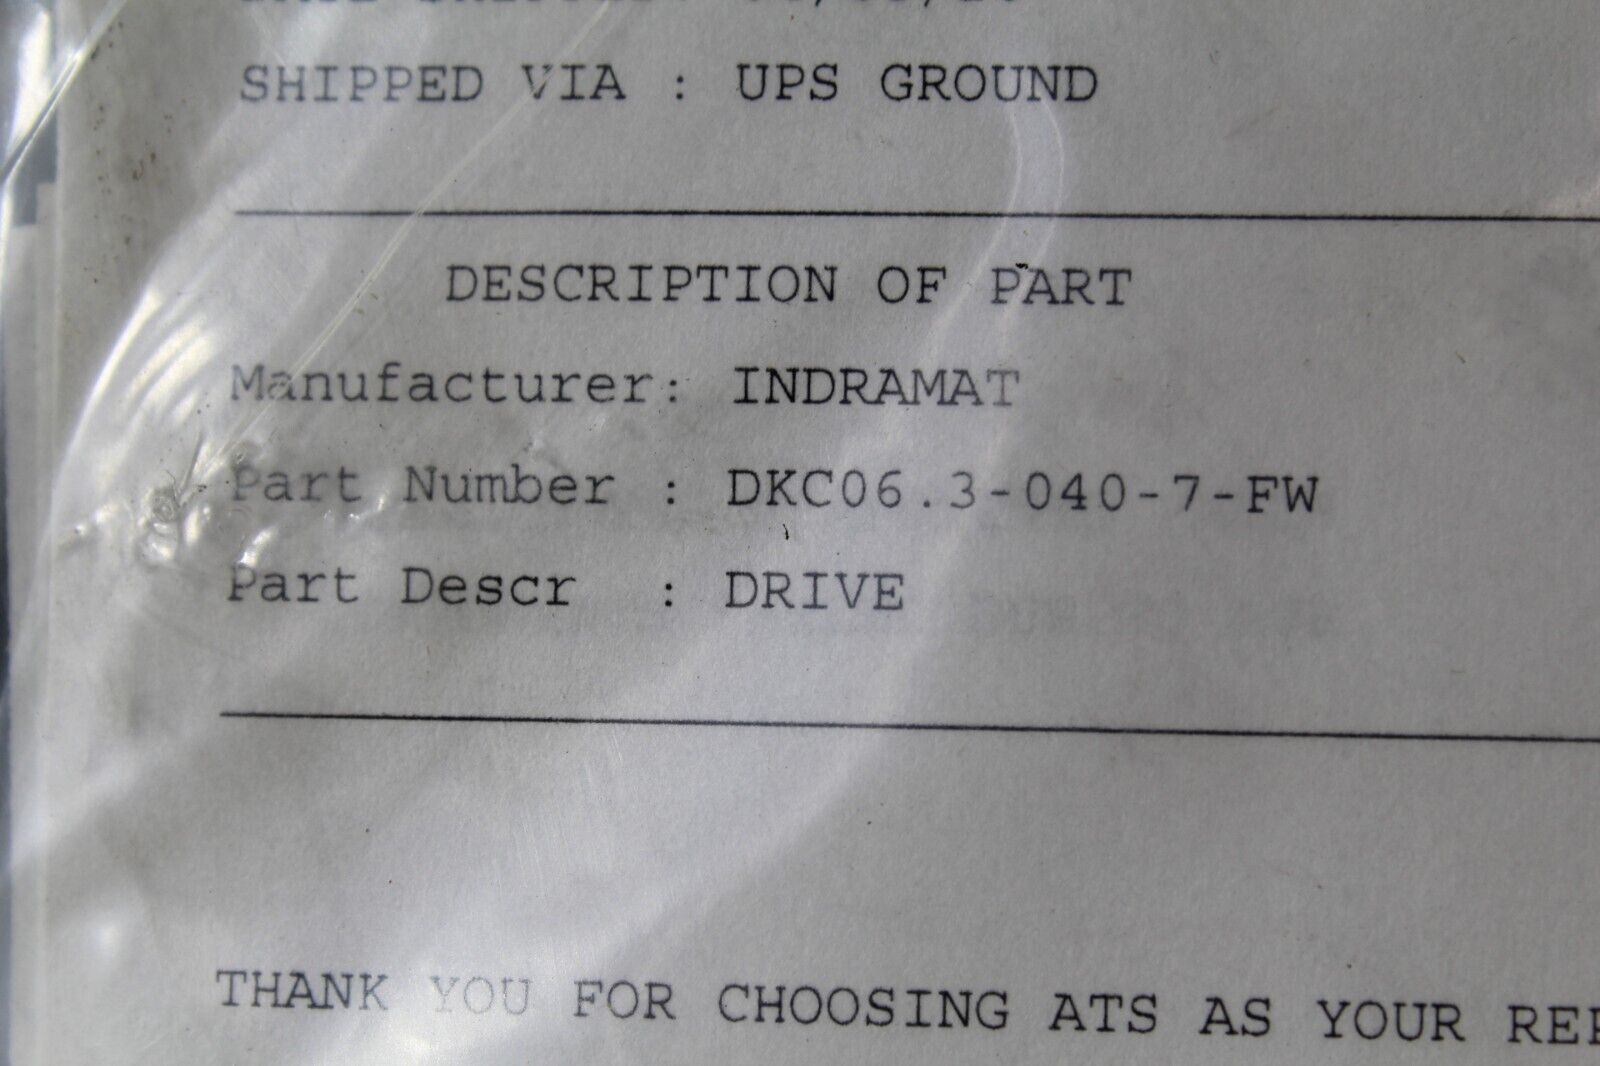 SHIPPED VIA : UPS GROUND
DESCRIPTION OF PART
Manufacturer: INDRAMAT
Part Number : DKC06.3-040-7-FW
Part Descr : DRIVE
THANK YOU FOR CHOOSING ATS AS YOUR